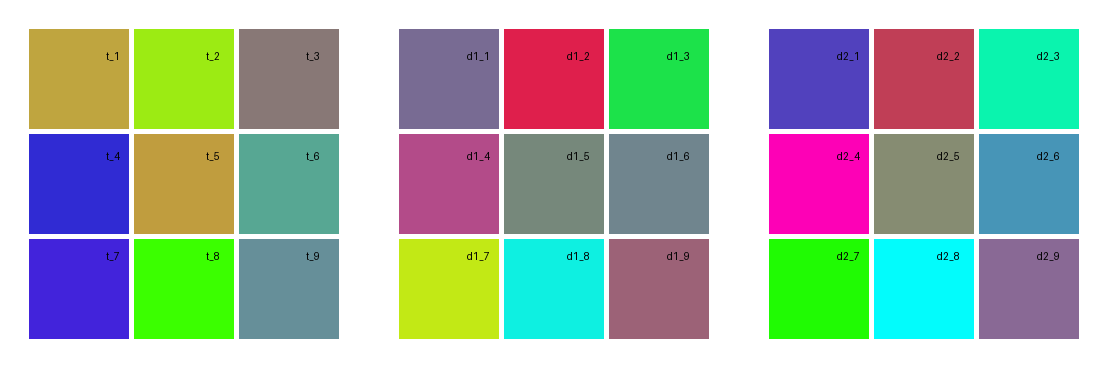 t_1 t_2 t_3 d1_1 d1_2 d1_3 d2_1 d2_2 d2_3
t_4 t_5 t_6 d1_4 d1_5 d1_6 d2_4 d2_5 d2_6
t_7 t_8 t_9 d1_7 d1_8 d1_9 d2_7 d2_8 d2_9